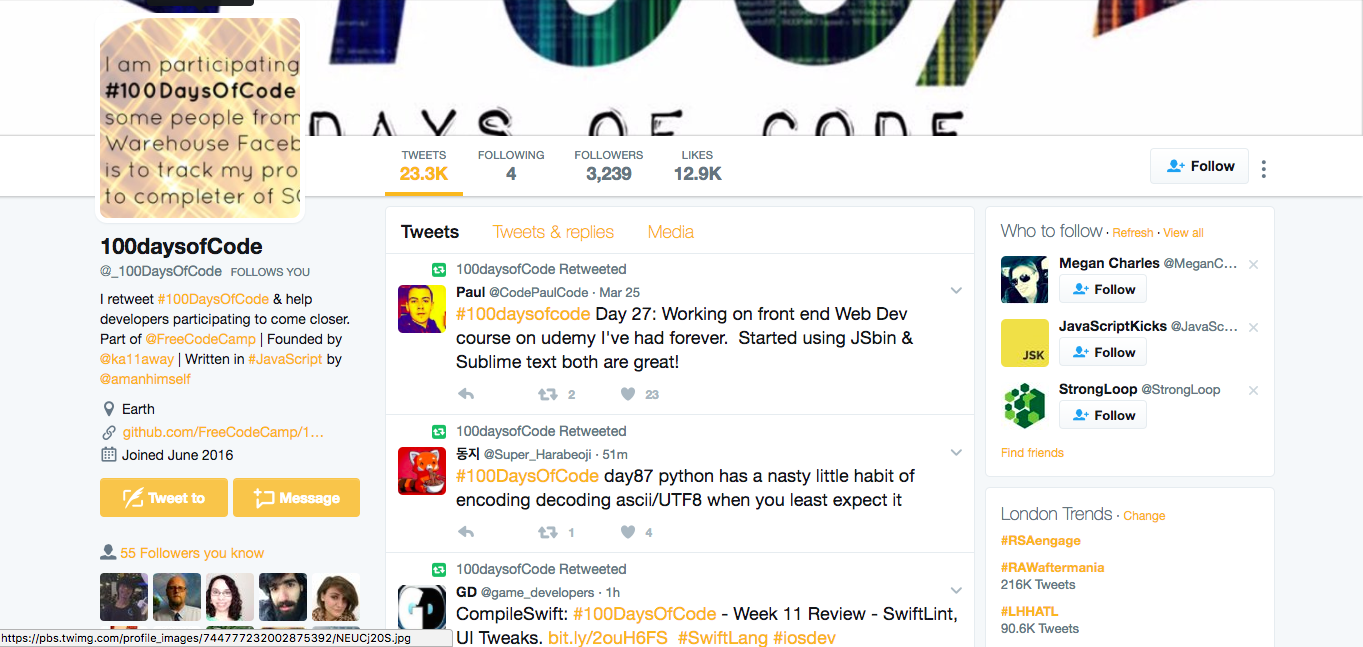 I am participating
#100DaysOfCode
some people from
Warehouse Faceb
is to track my pro
to completer of SO
DAYS OF CODE
TWEETS
23.3K
FOLLOWING
4
FOLLOWERS
3,239
LIKES
12.9K
Follow
100daysofCode
@_100DaysOfCode FOLLOWS YOU
I retweet #100DaysOfCode & help
developers participating to come closer.
Part of @FreeCodeCamp | Founded by
@ka11away | Written in #JavaScript by
@amanhimself
Earth
github.com/FreeCodeCamp/1…
Joined June 2016
Tweet to
Message
55 Followers you know
Tweets
Tweets & replies
Media
100daysofCode Retweeted
Paul @CodePaulCode · Mar 25
#100daysofcode Day 27: Working on front end Web Dev
course on udemy I've had forever.  Started using JSbin &
Sublime text both are great!
2
23
100daysofCode Retweeted
동지 @Super_Harabeoji · 51m
#100DaysOfCode day87 python has a nasty little habit of
encoding decoding ascii/UTF8 when you least expect it
1
4
100daysofCode Retweeted
GD @game_developers · 1h
CompileSwift: #100DaysOfCode - Week 11 Review - SwiftLint,
UI Tweaks. bit.ly/2ouH6FS #SwiftLang #iosdev
Who to follow · Refresh · View all
Megan Charles @MeganC...
Follow
JSK
JavaScriptKicks @JavaSc...
Follow
StrongLoop @StrongLoop
Follow
Find friends
London Trends · Change
#RSAengage
#RAWaftermania
216K Tweets
#LHHATL
90.6K Tweets
https://pbs.twimg.com/profile_images/744777232002875392/NEUCj20S.jpg